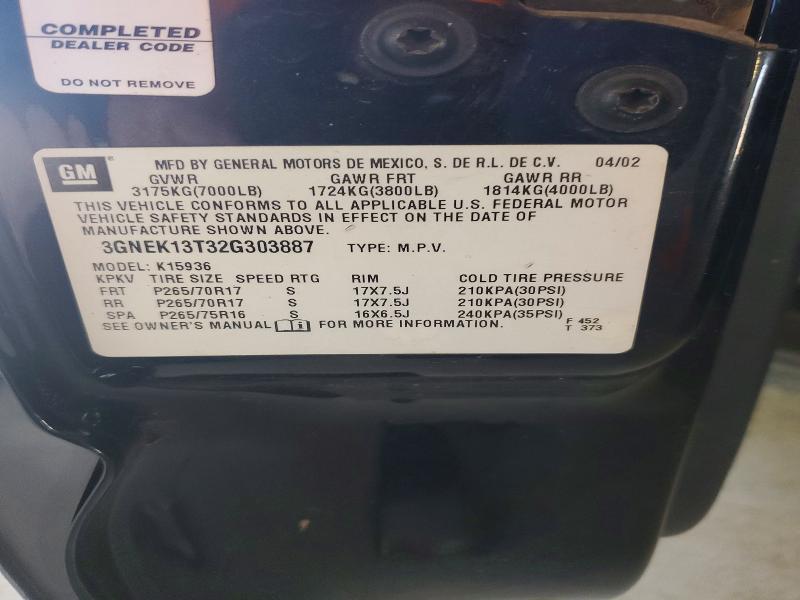 COMPLETED
DEALER CODE
DO NOT REMOVE
GM MFD BY GENERAL MOTORS DE MEXICO, S. DE R.L. DE C.V. 04/02
GVWR GAWR FRT GAWR RR
3175KG(7000LB) 1724KG(3800LB) 1814KG(4000LB)
THIS VEHICLE CONFORMS TO ALL APPLICABLE U.S. FEDERAL MOTOR
VEHICLE SAFETY STANDARDS IN EFFECT ON THE DATE OF
MANUFACTURE SHOWN ABOVE.
3GNEK13T32G303887 TYPE: M.P.V.
MODEL: K15936
KPKV TIRE SIZE SPEED RTG RIM COLD TIRE PRESSURE
FRT P265/70R17 S 17X7.5J 210KPA(30PSI)
RR P265/70R17 S 17X7.5J 210KPA(30PSI)
SPA P265/75R16 S 16X6.5J 240KPA(35PSI)
SEE OWNER'S MANUAL i FOR MORE INFORMATION. F 452
T 373